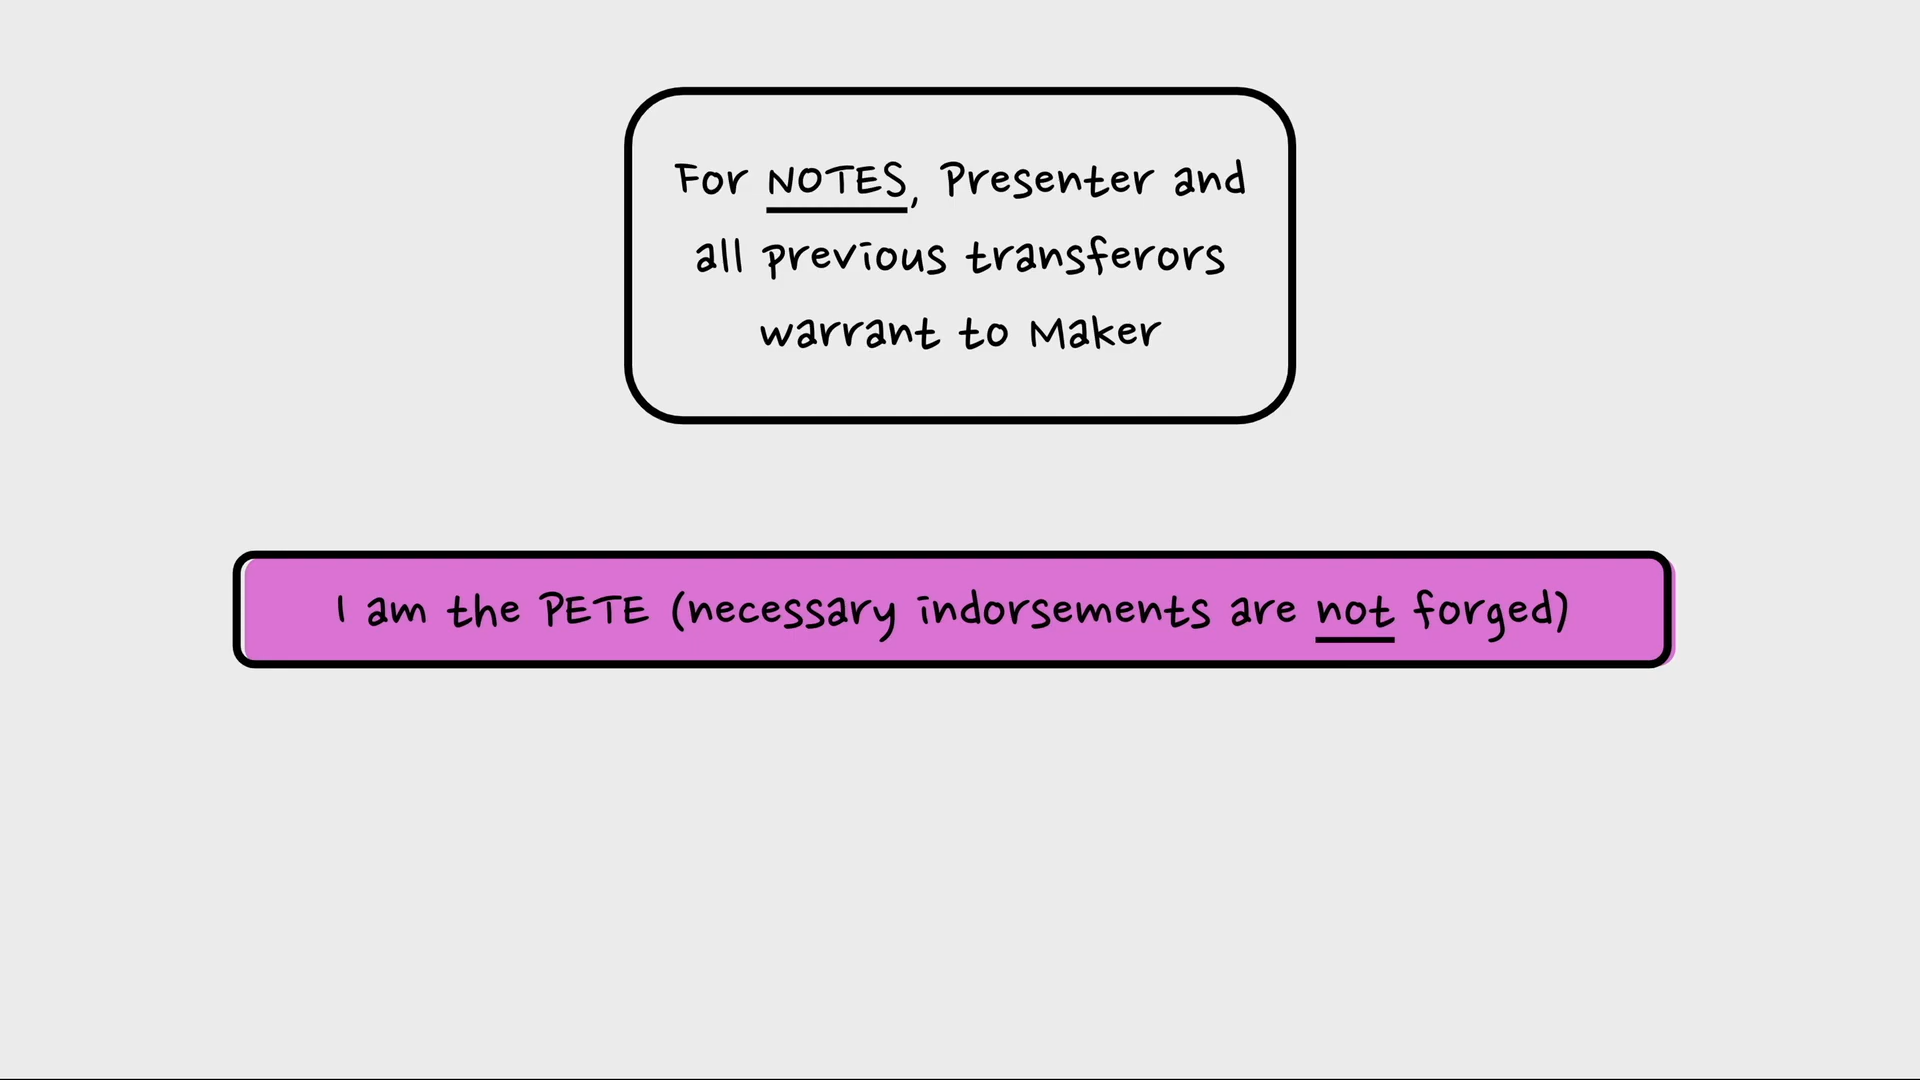 For NOTES, Presenter and
all previous transferors
warrant to Maker
I am the PETE (necessary indorsements are not forged)